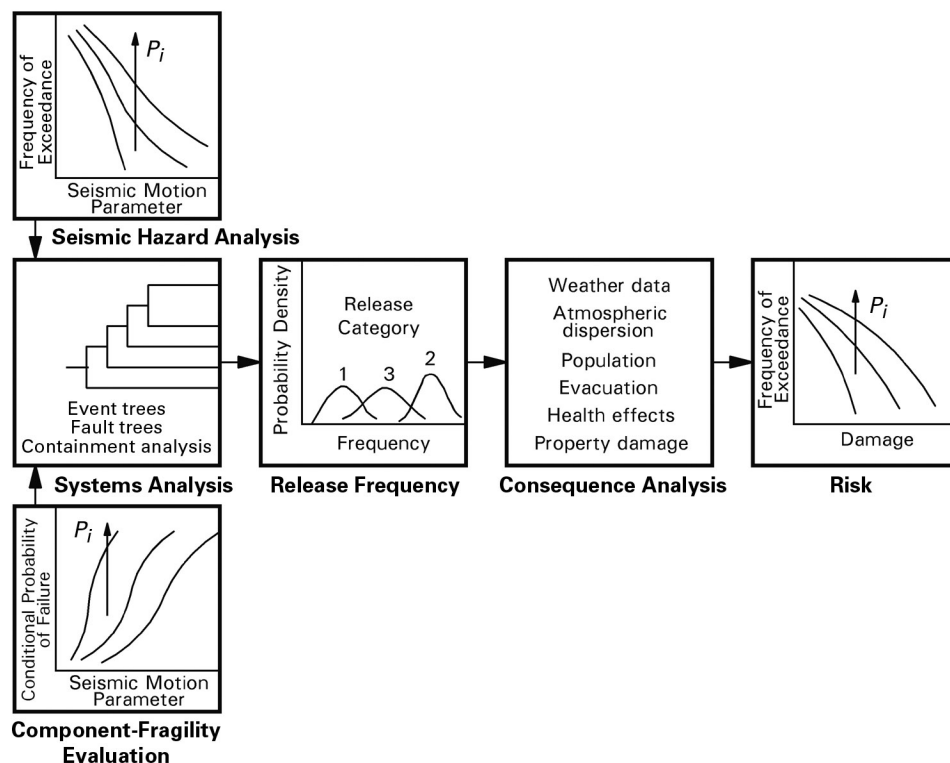 Frequency of
Exceedance
P_i
Seismic Motion
Parameter
Seismic Hazard Analysis
Event trees
Fault trees
Containment analysis
Systems Analysis
Probability Density
Release
Category
1
3
2
Frequency
Release Frequency
Weather data
Atmospheric
dispersion
Population
Evacuation
Health effects
Property damage
Consequence Analysis
Frequency of
Exceedance
P_i
Damage
Risk
Conditional Probability
of Failure
P_i
Seismic Motion
Parameter
Component-Fragility
Evaluation